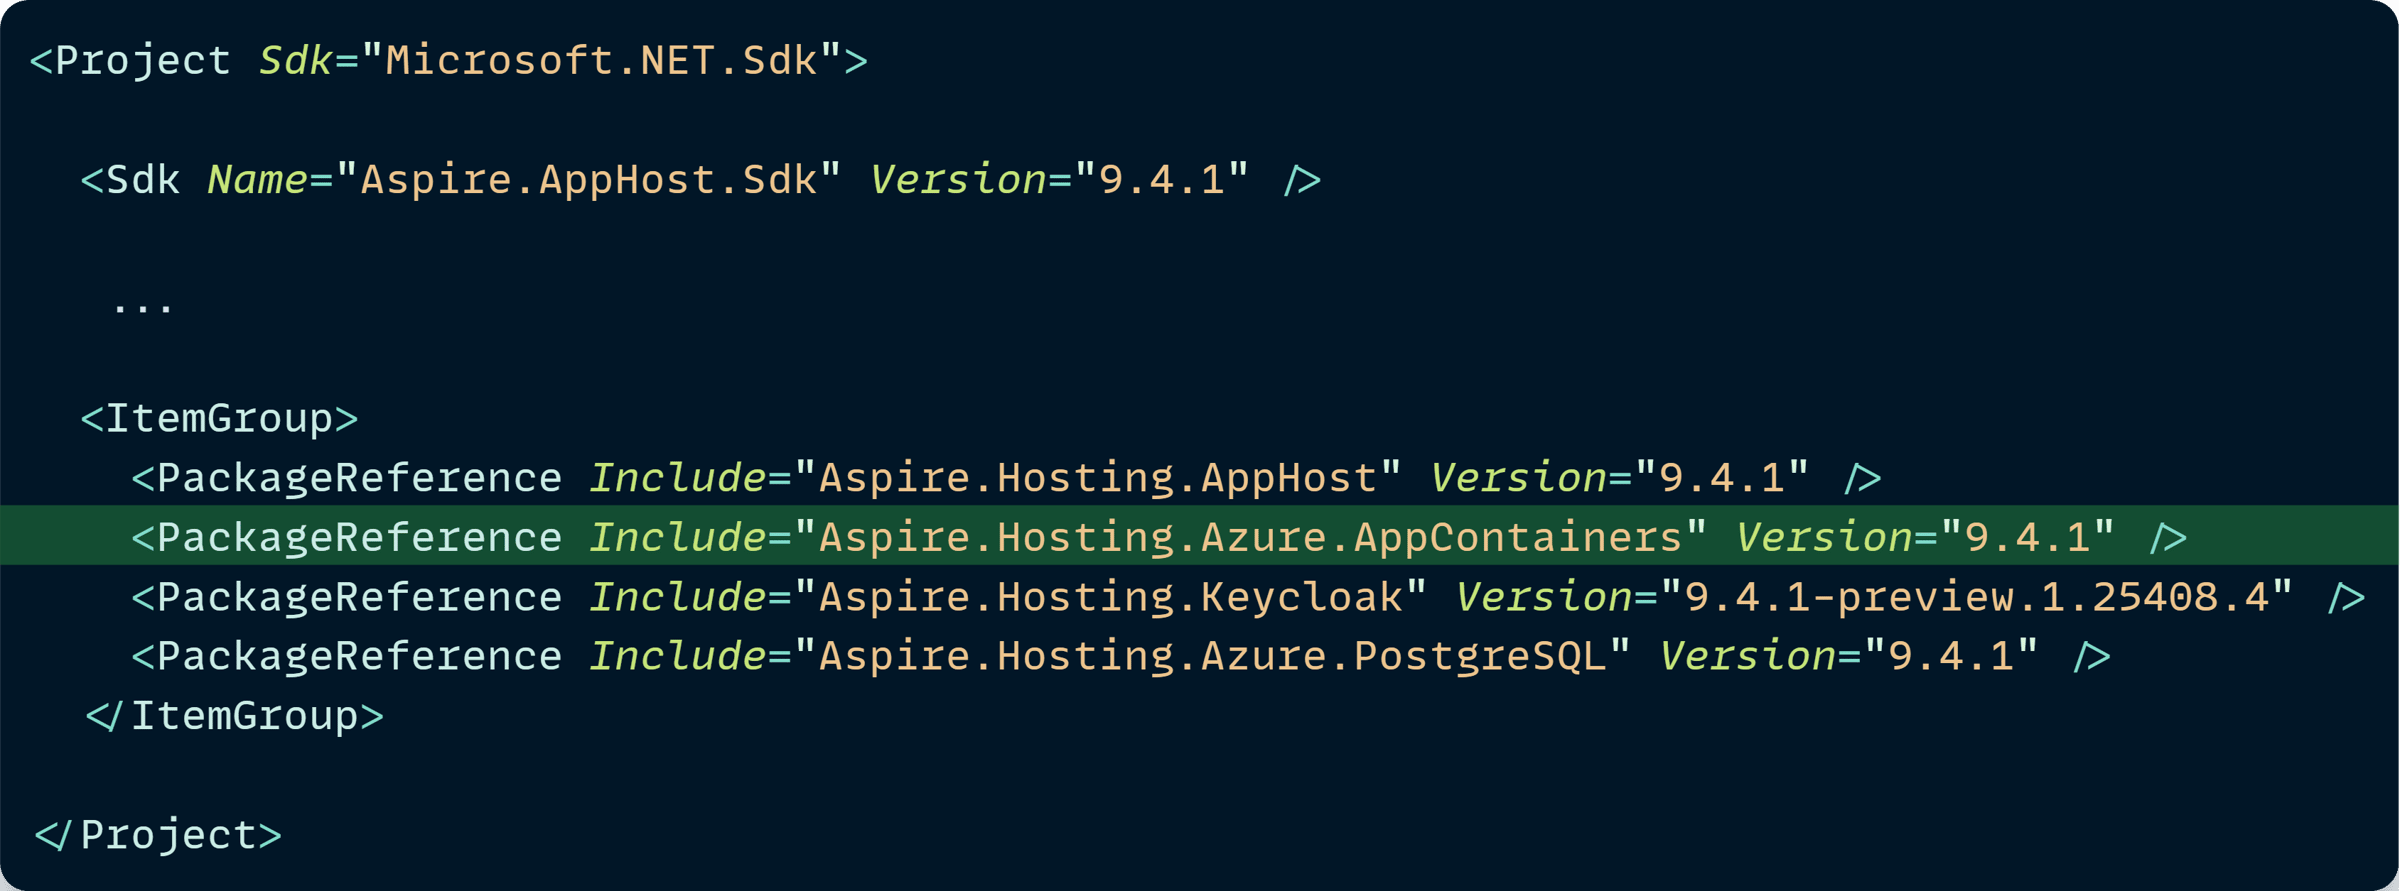 <Project Sdk="Microsoft.NET.Sdk">
<Sdk Name="Aspire.AppHost.Sdk" Version="9.4.1" />
...
<ItemGroup>
<PackageReference Include="Aspire.Hosting.AppHost" Version="9.4.1" />
<PackageReference Include="Aspire.Hosting.Azure.AppContainers" Version="9.4.1" />
<PackageReference Include="Aspire.Hosting.Keycloak" Version="9.4.1-preview.1.25408.4" />
<PackageReference Include="Aspire.Hosting.Azure.PostgreSQL" Version="9.4.1" />
</ItemGroup>
</Project>